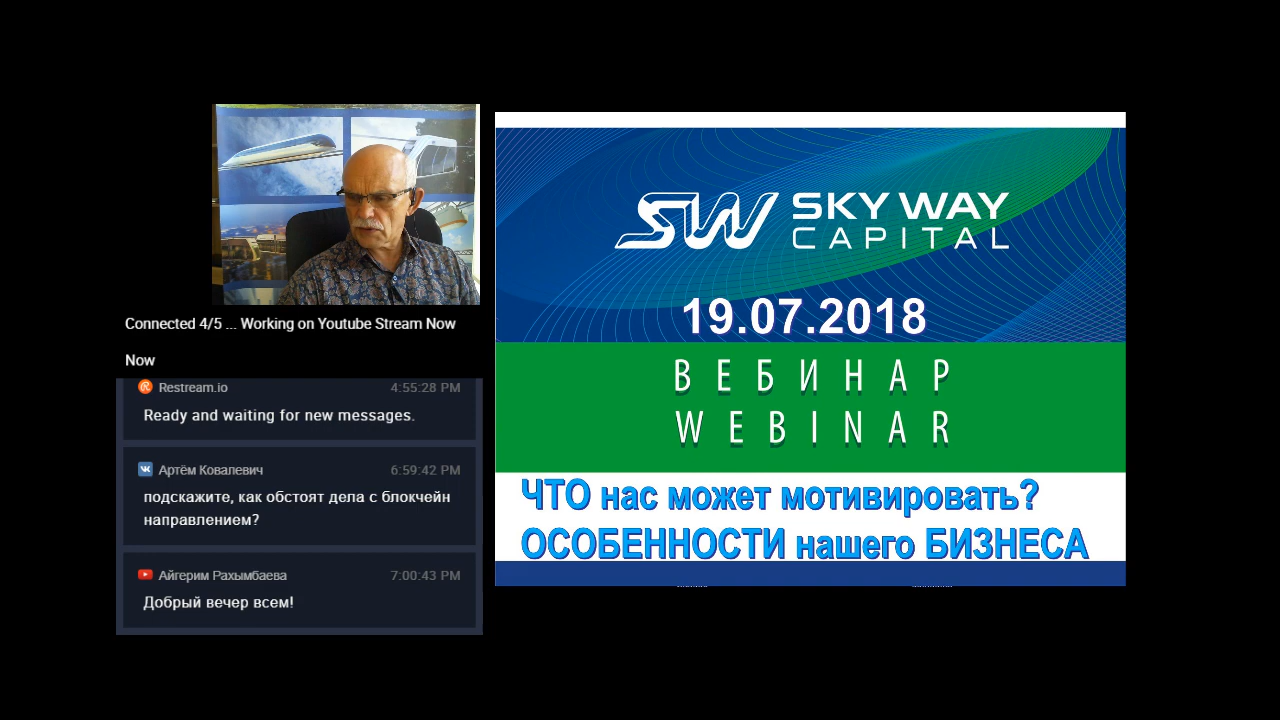 Connected 4/5 ... Working on Youtube Stream Now
Now
Restream.io 4:55:28 PM
Ready and waiting for new messages.
Артём Ковалевич 6:59:42 PM
подскажите, как обстоят дела с блокчейн
направлением?
Айгерим Рахымбаева 7:00:43 PM
Добрый вечер всем!
SW SKY WAY
CAPITAL
19.07.2018
ВЕБИНАР
WEBINAR
ЧТО нас может мотивировать?
ОСОБЕННОСТИ нашего БИЗНЕСА